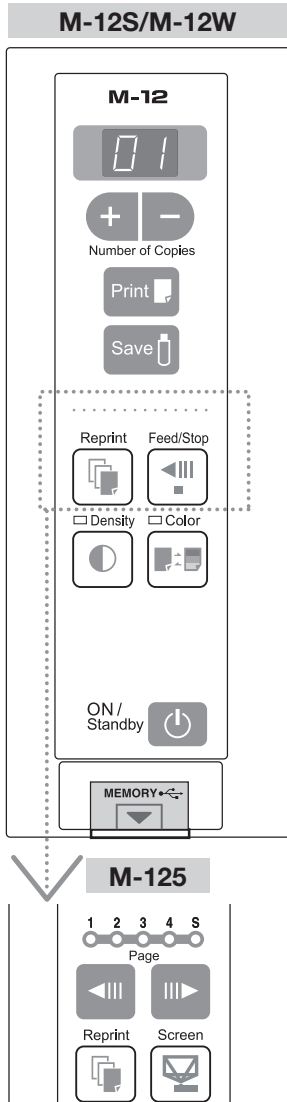 M-12S/M-12W
M-12
01
+ −
Number of Copies
Print
Save
Reprint Feed/Stop
Density Color
ON /
Standby
MEMORY
M-125
1 2 3 4 S
Page
Reprint Screen